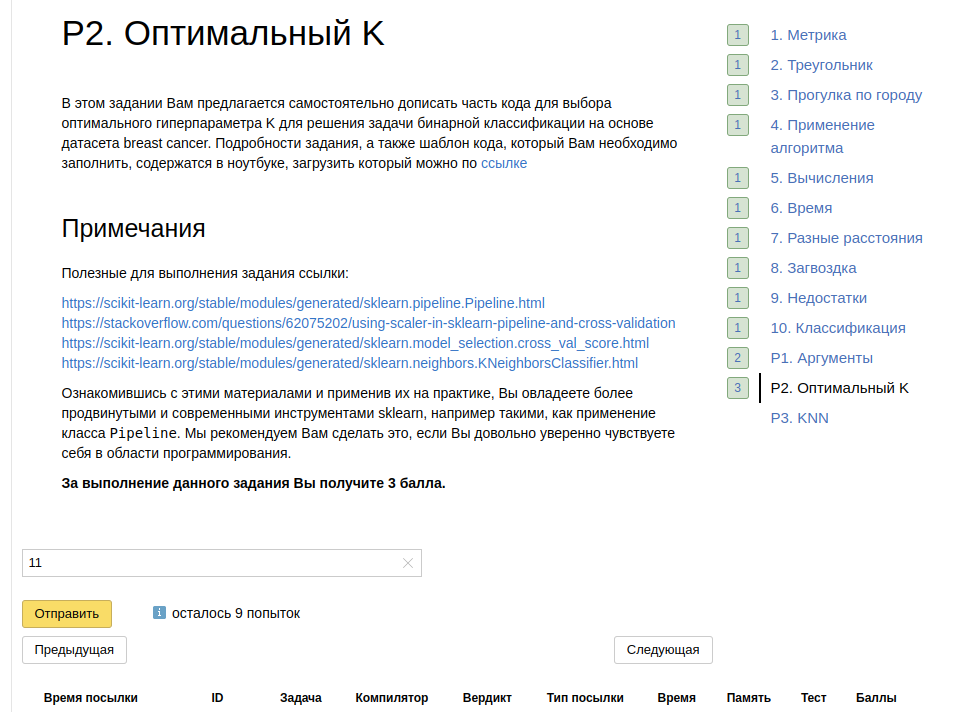 P2. Оптимальный K
В этом задании Вам предлагается самостоятельно дописать часть кода для выбора
оптимального гиперпараметра K для решения задачи бинарной классификации на основе
датасета breast cancer. Подробности задания, а также шаблон кода, который Вам необходимо
заполнить, содержатся в ноутбуке, загрузить который можно по ссылке
Примечания
Полезные для выполнения задания ссылки:
https://scikit-learn.org/stable/modules/generated/sklearn.pipeline.Pipeline.html
https://stackoverflow.com/questions/62075202/using-scaler-in-sklearn-pipeline-and-cross-validation
https://scikit-learn.org/stable/modules/generated/sklearn.model_selection.cross_val_score.html
https://scikit-learn.org/stable/modules/generated/sklearn.neighbors.KNeighborsClassifier.html
Ознакомившись с этими материалами и применив их на практике, Вы овладеете более
продвинутыми и современными инструментами sklearn, например такими, как применение
класса Pipeline. Мы рекомендуем Вам сделать это, если Вы довольно уверенно чувствуете
себя в области программирования.
За выполнение данного задания Вы получите 3 балла.
11
Отправить
i осталось 9 попыток
Предыдущая
Следующая
Время посылки ID Задача Компилятор Вердикт Тип посылки Время Память Тест Баллы
1 1. Метрика
1 2. Треугольник
1 3. Прогулка по городу
1 4. Применение
алгоритма
1 5. Вычисления
1 6. Время
1 7. Разные расстояния
1 8. Загвоздка
1 9. Недостатки
1 10. Классификация
2 P1. Аргументы
3 P2. Оптимальный K
P3. KNN